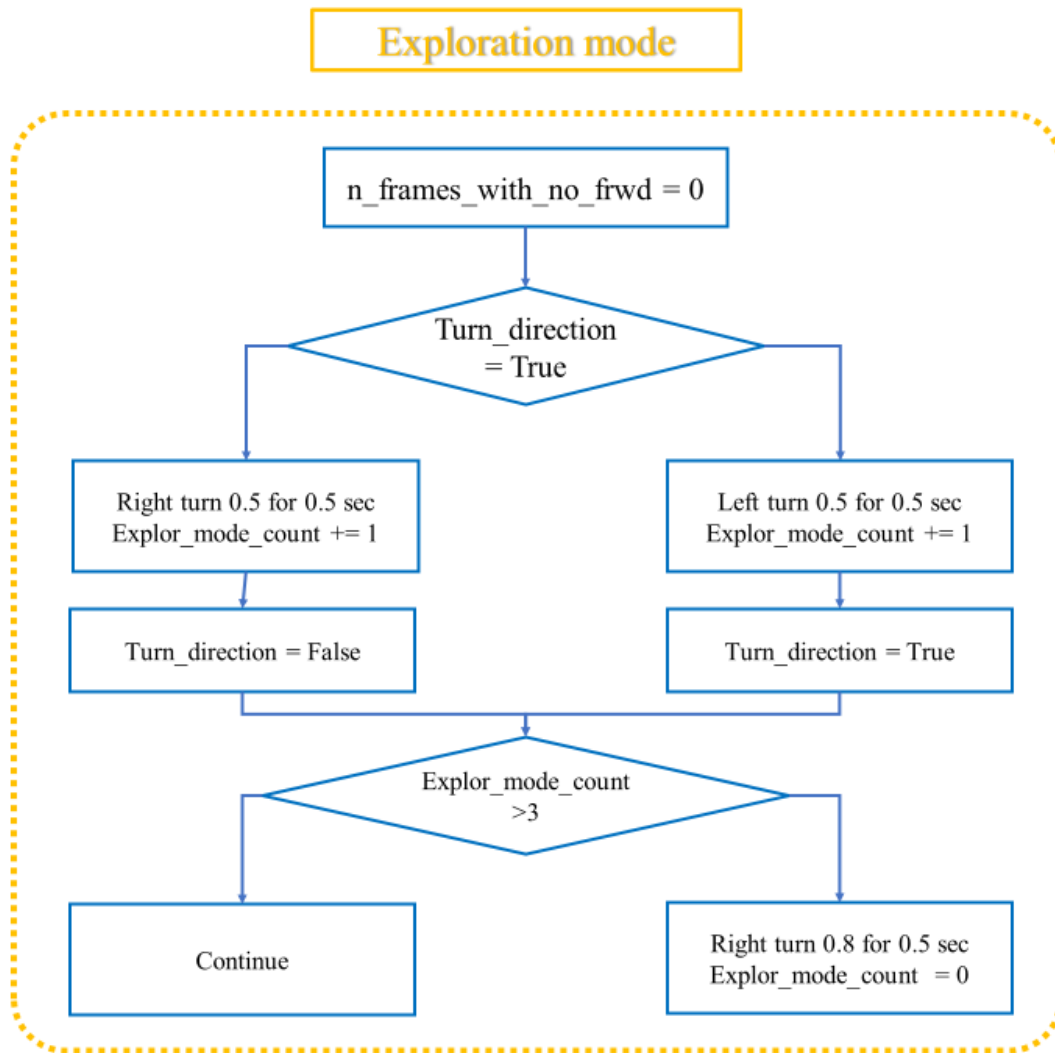 Exploration mode
n_frames_with_no_frwd = 0
Turn_direction
= True
Right turn 0.5 for 0.5 sec
Explor_mode_count += 1
Left turn 0.5 for 0.5 sec
Explor_mode_count += 1
Turn_direction = False
Turn_direction = True
Explor_mode_count
>3
Continue
Right turn 0.8 for 0.5 sec
Explor_mode_count  = 0